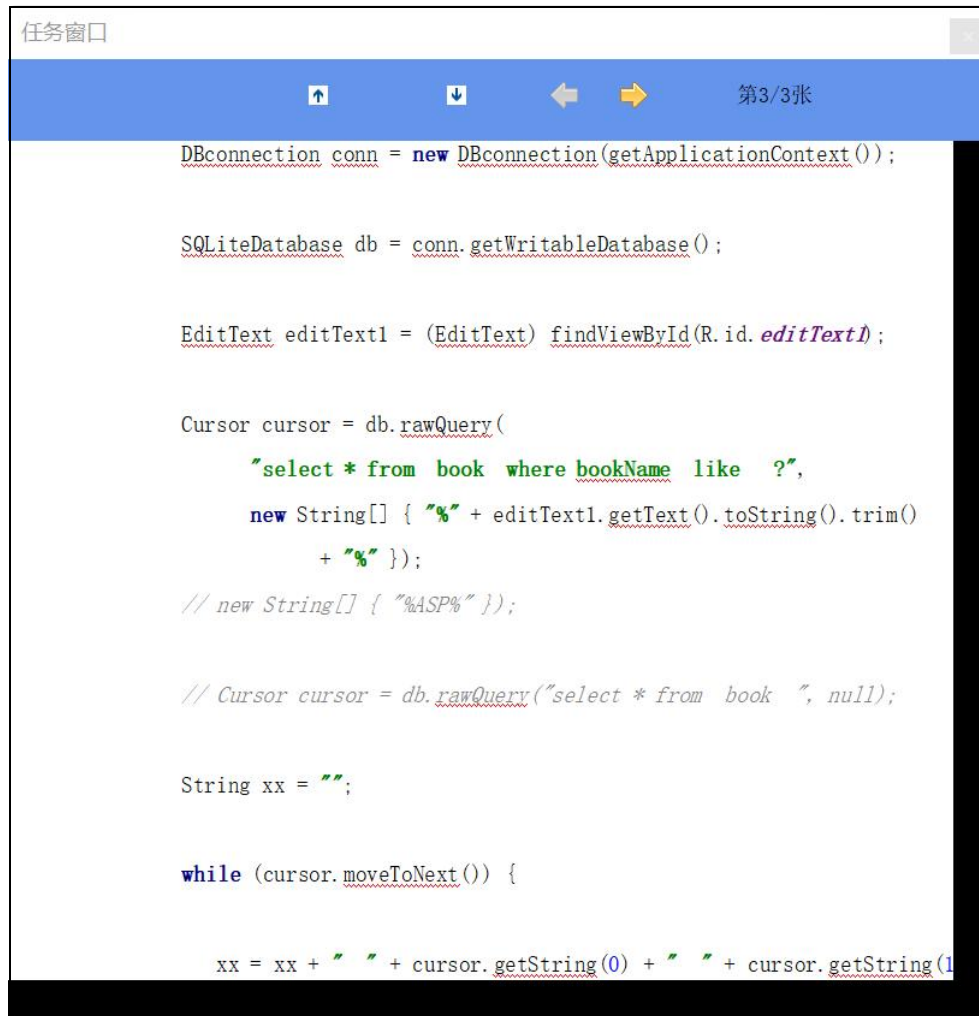 任务窗口
第3/3张
DBconnection conn = new DBconnection(getApplicationContext());
SQLiteDatabase db = conn.getWritableDatabase();
EditText editText1 = (EditText) findViewById(R.id.editText1);
Cursor cursor = db.rawQuery(
"select * from  book  where bookName  like   ?",
new String[] { "%" + editText1.getText().toString().trim()
+ "%" });
// new String[] { "%ASP%" });
// Cursor cursor = db.rawQuery("select * from  book  ", null);
String xx = "";
while (cursor.moveToNext()) {
xx = xx + "  " + cursor.getString(0) + "  " + cursor.getString(1